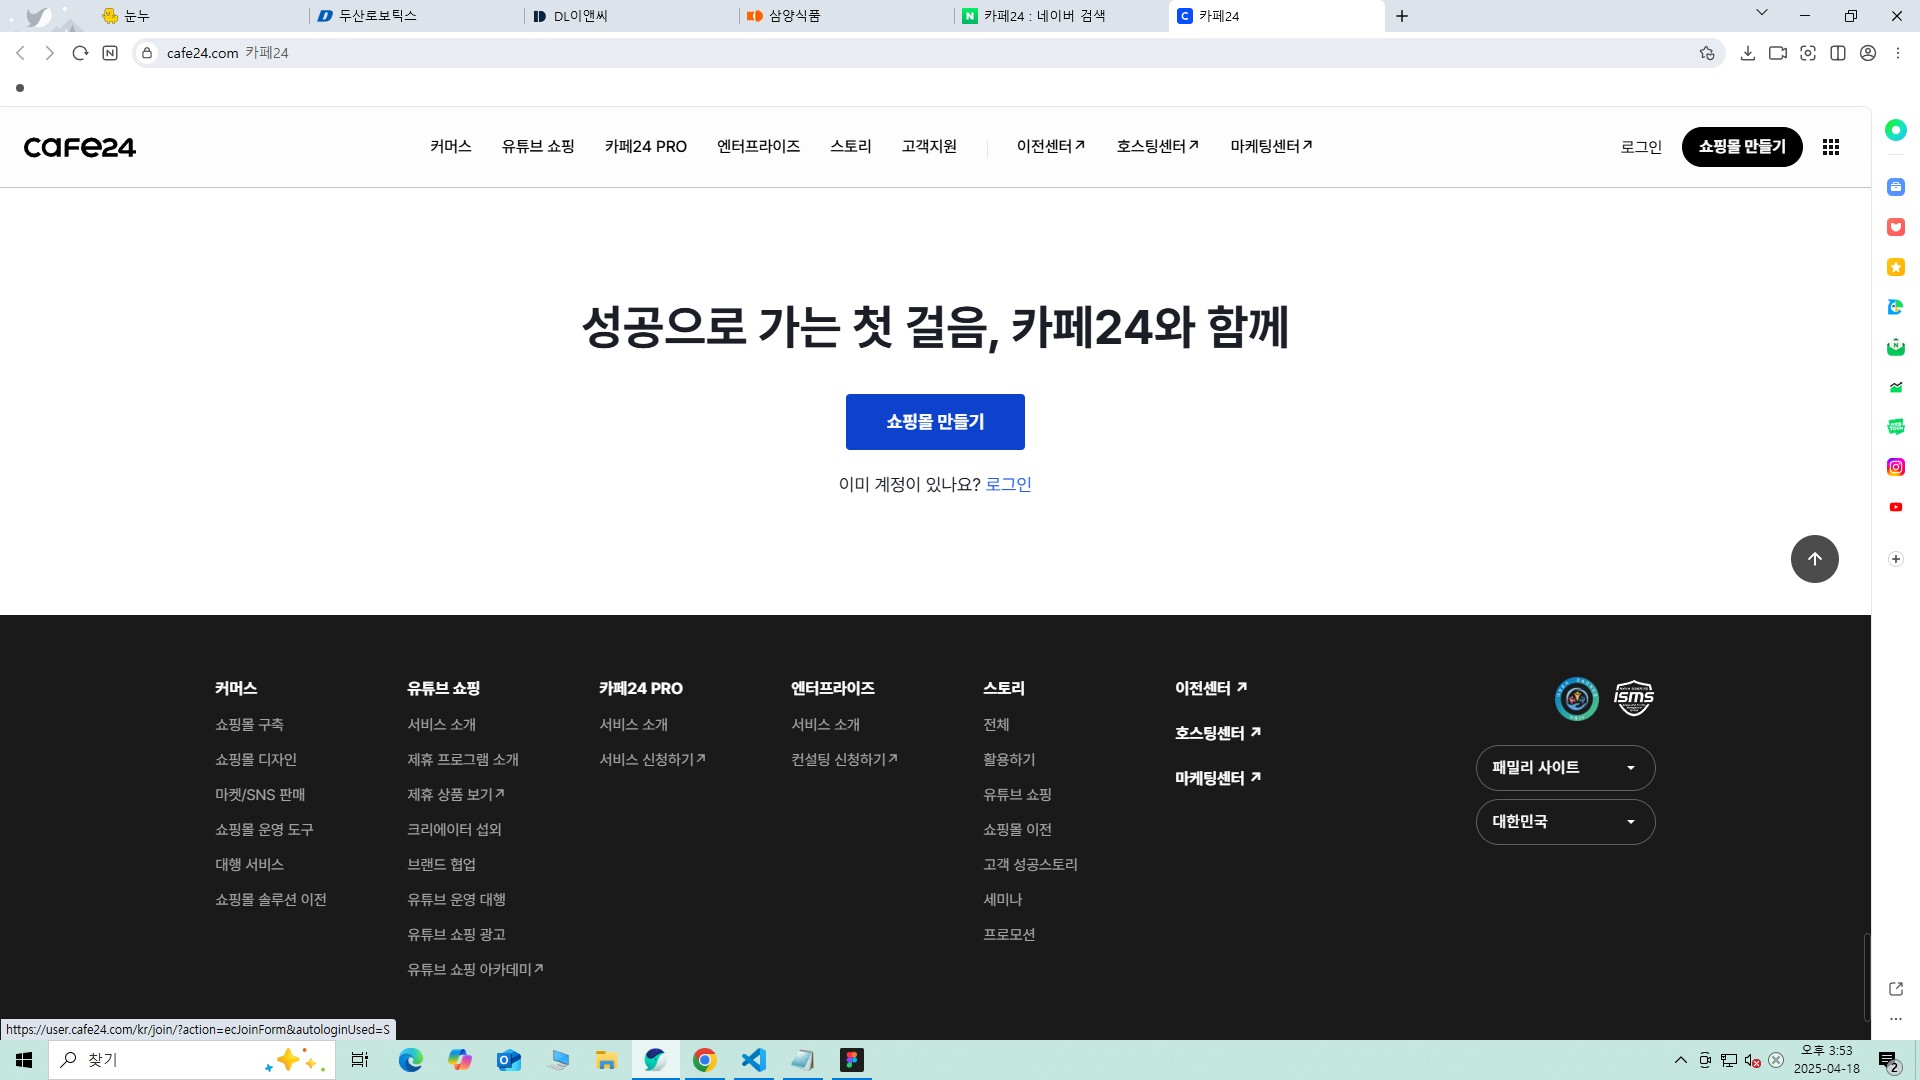 눈누
두산로보틱스
DL이앤씨
삼양식품
카페24 : 네이버 검색
카페24
cafe24.com 카페24
cafe24
커머스 유튜브 쇼핑 카페24 PRO 엔터프라이즈 스토리 고객지원 이전센터 호스팅센터 마케팅센터
로그인 쇼핑몰 만들기
성공으로 가는 첫 걸음, 카페24와 함께
쇼핑몰 만들기
이미 계정이 있나요? 로그인
커머스
쇼핑몰 구축
쇼핑몰 디자인
마켓/SNS 판매
쇼핑몰 운영 도구
대행 서비스
쇼핑몰 솔루션 이전
유튜브 쇼핑
서비스 소개
제휴 프로그램 소개
제휴 상품 보기
크리에이터 섭외
브랜드 협업
유튜브 운영 대행
유튜브 쇼핑 광고
유튜브 쇼핑 아카데미
카페24 PRO
서비스 소개
서비스 신청하기
엔터프라이즈
서비스 소개
컨설팅 신청하기
스토리
전체
활용하기
유튜브 쇼핑
쇼핑몰 이전
고객 성공스토리
세미나
프로모션
이전센터
호스팅센터
마케팅센터
ISMS
패밀리 사이트
대한민국
https://user.cafe24.com/kr/join/?action=ecJoinForm&autologinUsed=S
찾기
오후 3:53
2025-04-18
2